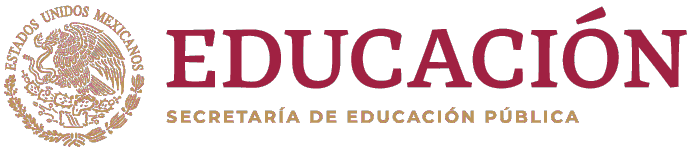 ESTADOS UNIDOS MEXICANOS
EDUCACIÓN
SECRETARÍA DE EDUCACIÓN PÚBLICA